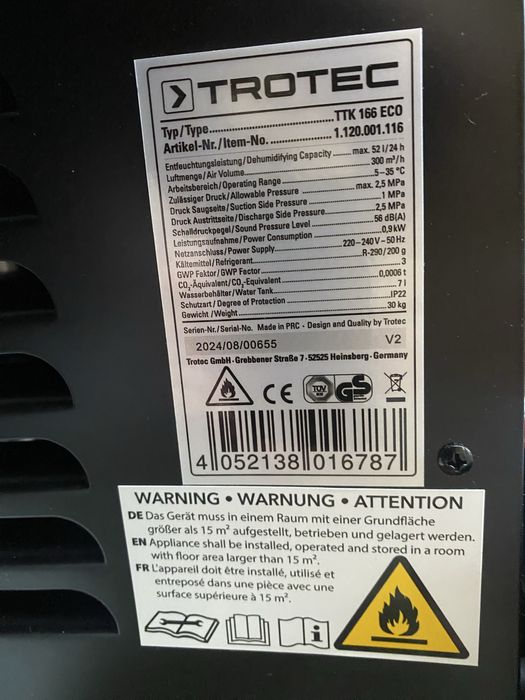 TROTEC
Typ/Type............................TTK 166 ECO
Artikel-Nr./Item-No. ...............1.120.001.116
Entfeuchtungsleistung/Dehumidifying Capacity ..... max. 52 l/24 h
Luftmenge/Air Volume..............................300 m³/h
Arbeitsbereich/Operating Range....................5–35 °C
Zulässiger Druck/Allowable Pressure ..............max. 2,5 MPa
Druck Saugseite/Suction Side Pressure.............1 MPa
Druck Austrittseite/Discharge Side Pressure.......2,5 MPa
Schalldruckpegel/Sound Pressure Level ............56 dB(A)
Leistungsaufnahme/Power Consumption ..............0,9kW
Netzanschluss/Power Supply...................220–240 V~50Hz
Kältemittel/Refrigerant......................R-290/200 g
GWP Faktor/GWP Factor ............................3
CO₂-Äquivalent/CO₂-Equivalent....................0,0006 t
Wasserbehälter/Water Tank.........................7 l
Schutzart/Degree of Protection ...................IP22
Gewicht/Weight....................................30 kg
Serien-Nr./Serial-No. Made in PRC - Design and Quality by Trotec
2024/08/00655 V2
Trotec GmbH · Grebbener Straße 7 · 52525 Heinsberg · Germany
CE TÜV GS
4 052138 016787
WARNING • WARNUNG • ATTENTION
DE Das Gerät muss in einem Raum mit einer Grundfläche
größer als 15 m² aufgestellt, betrieben und gelagert werden.
EN Appliance shall be installed, operated and stored in a room
with floor area larger than 15 m².
FR L'appareil doit être installé, utilisé et
entreposé dans une pièce avec une
surface supérieure à 15 m².